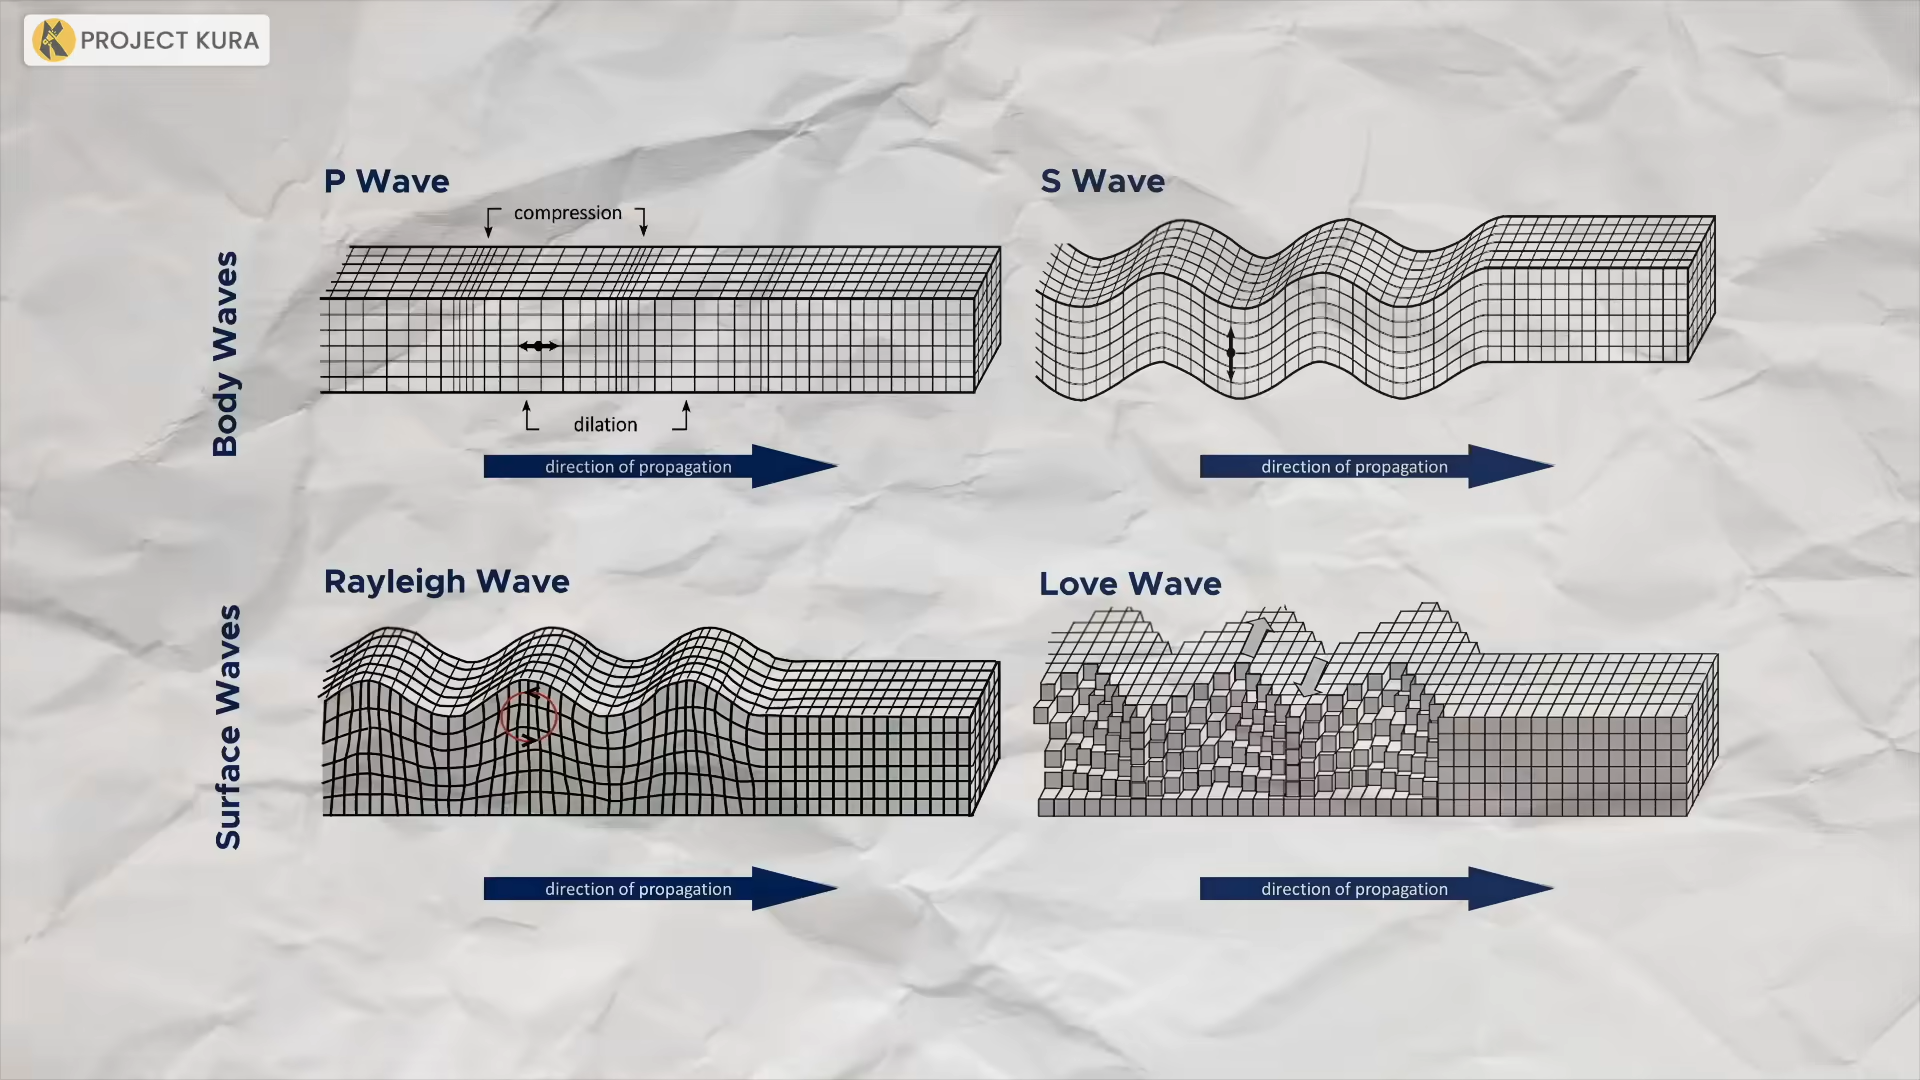 PROJECT KURA
Body Waves
P Wave
compression
dilation
direction of propagation
S Wave
direction of propagation
Surface Waves
Rayleigh Wave
direction of propagation
Love Wave
direction of propagation